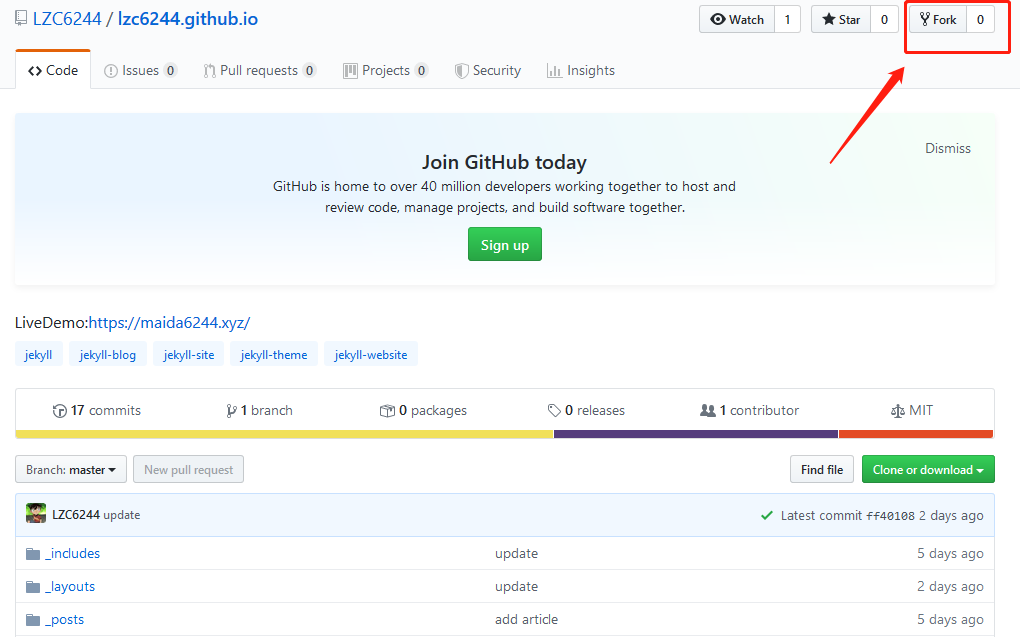 LZC6244 / lzc6244.github.io
Watch 1 Star 0 Fork 0
Code Issues 0 Pull requests 0 Projects 0 Security Insights
Dismiss
Join GitHub today
GitHub is home to over 40 million developers working together to host and
review code, manage projects, and build software together.
Sign up
LiveDemo:https://maida6244.xyz/
jekyll jekyll-blog jekyll-site jekyll-theme jekyll-website
17 commits 1 branch 0 packages 0 releases 1 contributor MIT
Branch: master New pull request Find file Clone or download
LZC6244 update Latest commit ff40108 2 days ago
_includes update 5 days ago
_layouts update 2 days ago
_posts add article 5 days ago